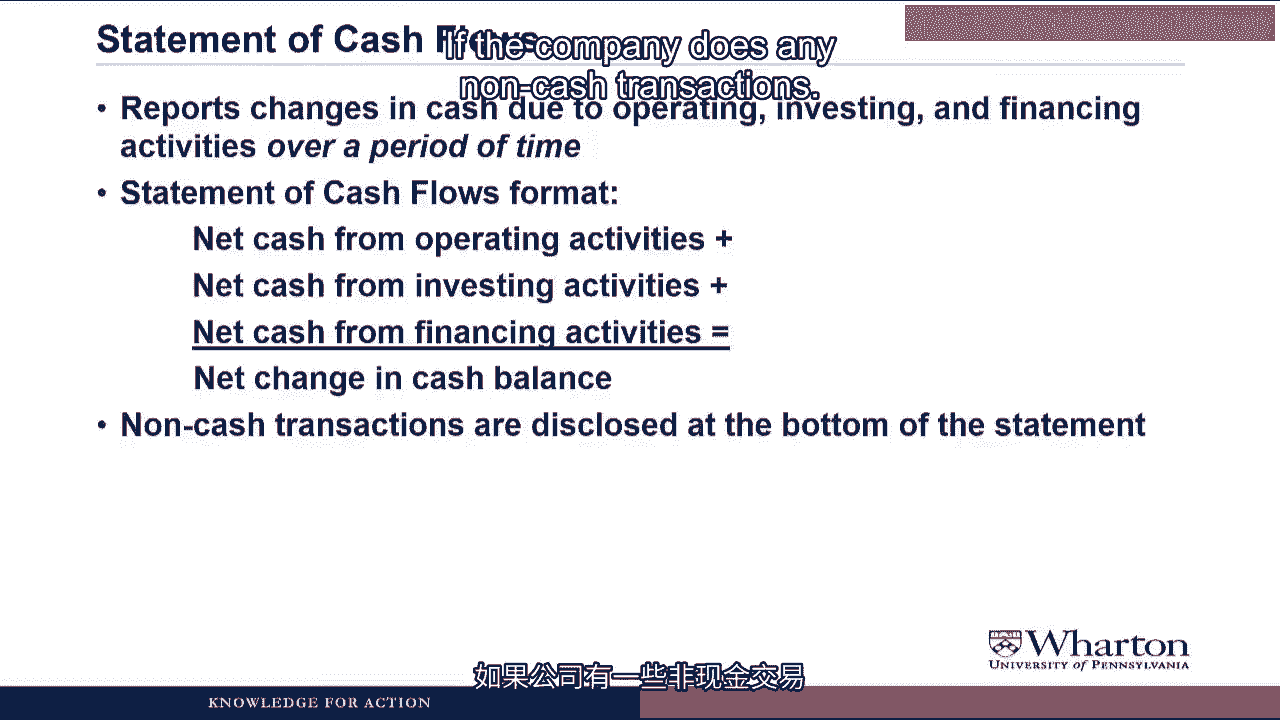 Statement of Cash Flows
If the company does any
non-cash transactions.
• Reports changes in cash due to operating, investing, and financing
activities over a period of time
• Statement of Cash Flows format:
Net cash from operating activities +
Net cash from investing activities +
Net cash from financing activities =
Net change in cash balance
• Non-cash transactions are disclosed at the bottom of the statement
Wharton
UNIVERSITY OF PENNSYLVANIA
如果公司有一些非现金交易
KNOWLEDGE FOR ACTION